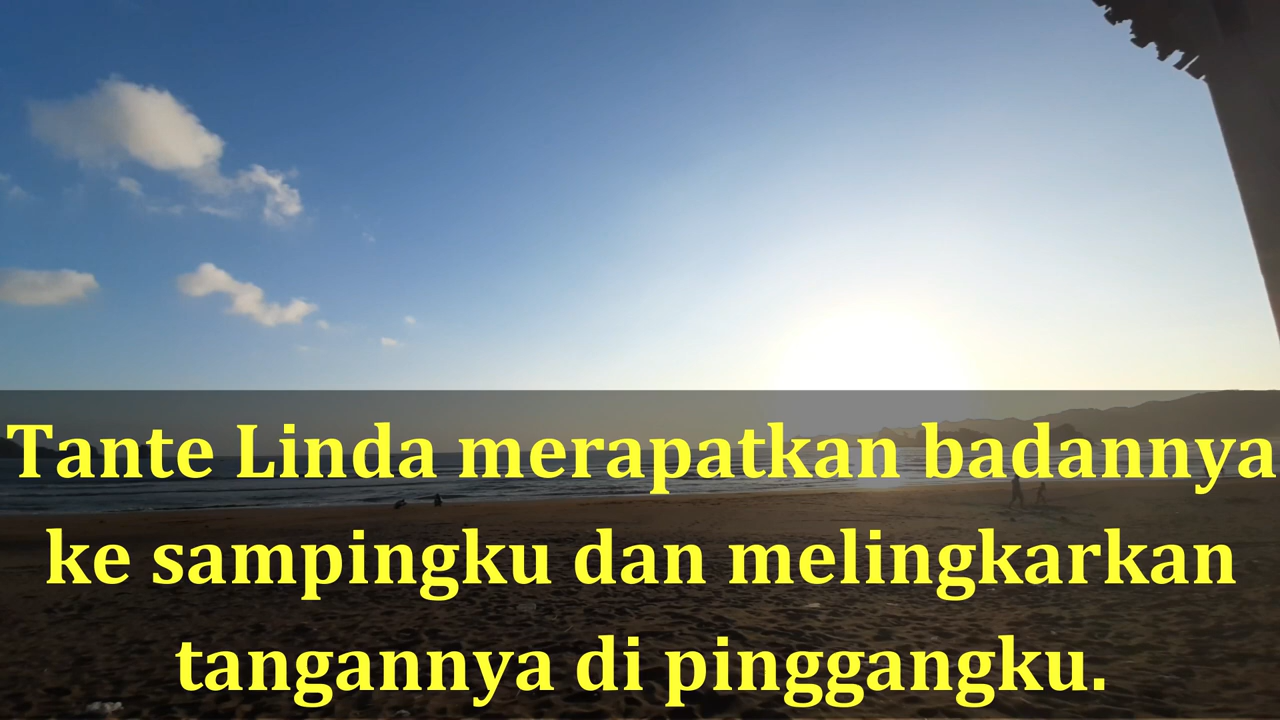 Tante Linda merapatkan badannya
ke sampingku dan melingkarkan
tangannya di pinggangku.